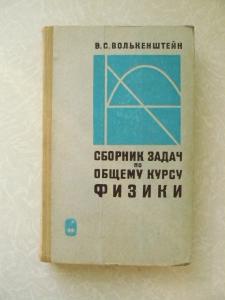 В.С.ВОЛЬКЕНШТЕЙН
СБОРНИК ЗАДАЧ
ПО
ОБЩЕМУ КУРСУ
ФИЗИКИ